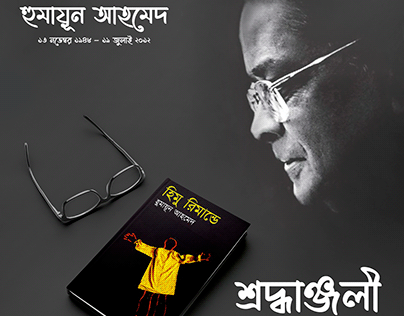 হুমায়ূন আহমেদ
১৩ নভেম্বর ১৯৪৮ – ১৯ জুলাই ২০১২
হিমু রিমান্ডে
হুমায়ূন আহমেদ
শ্রদ্ধাঞ্জলী